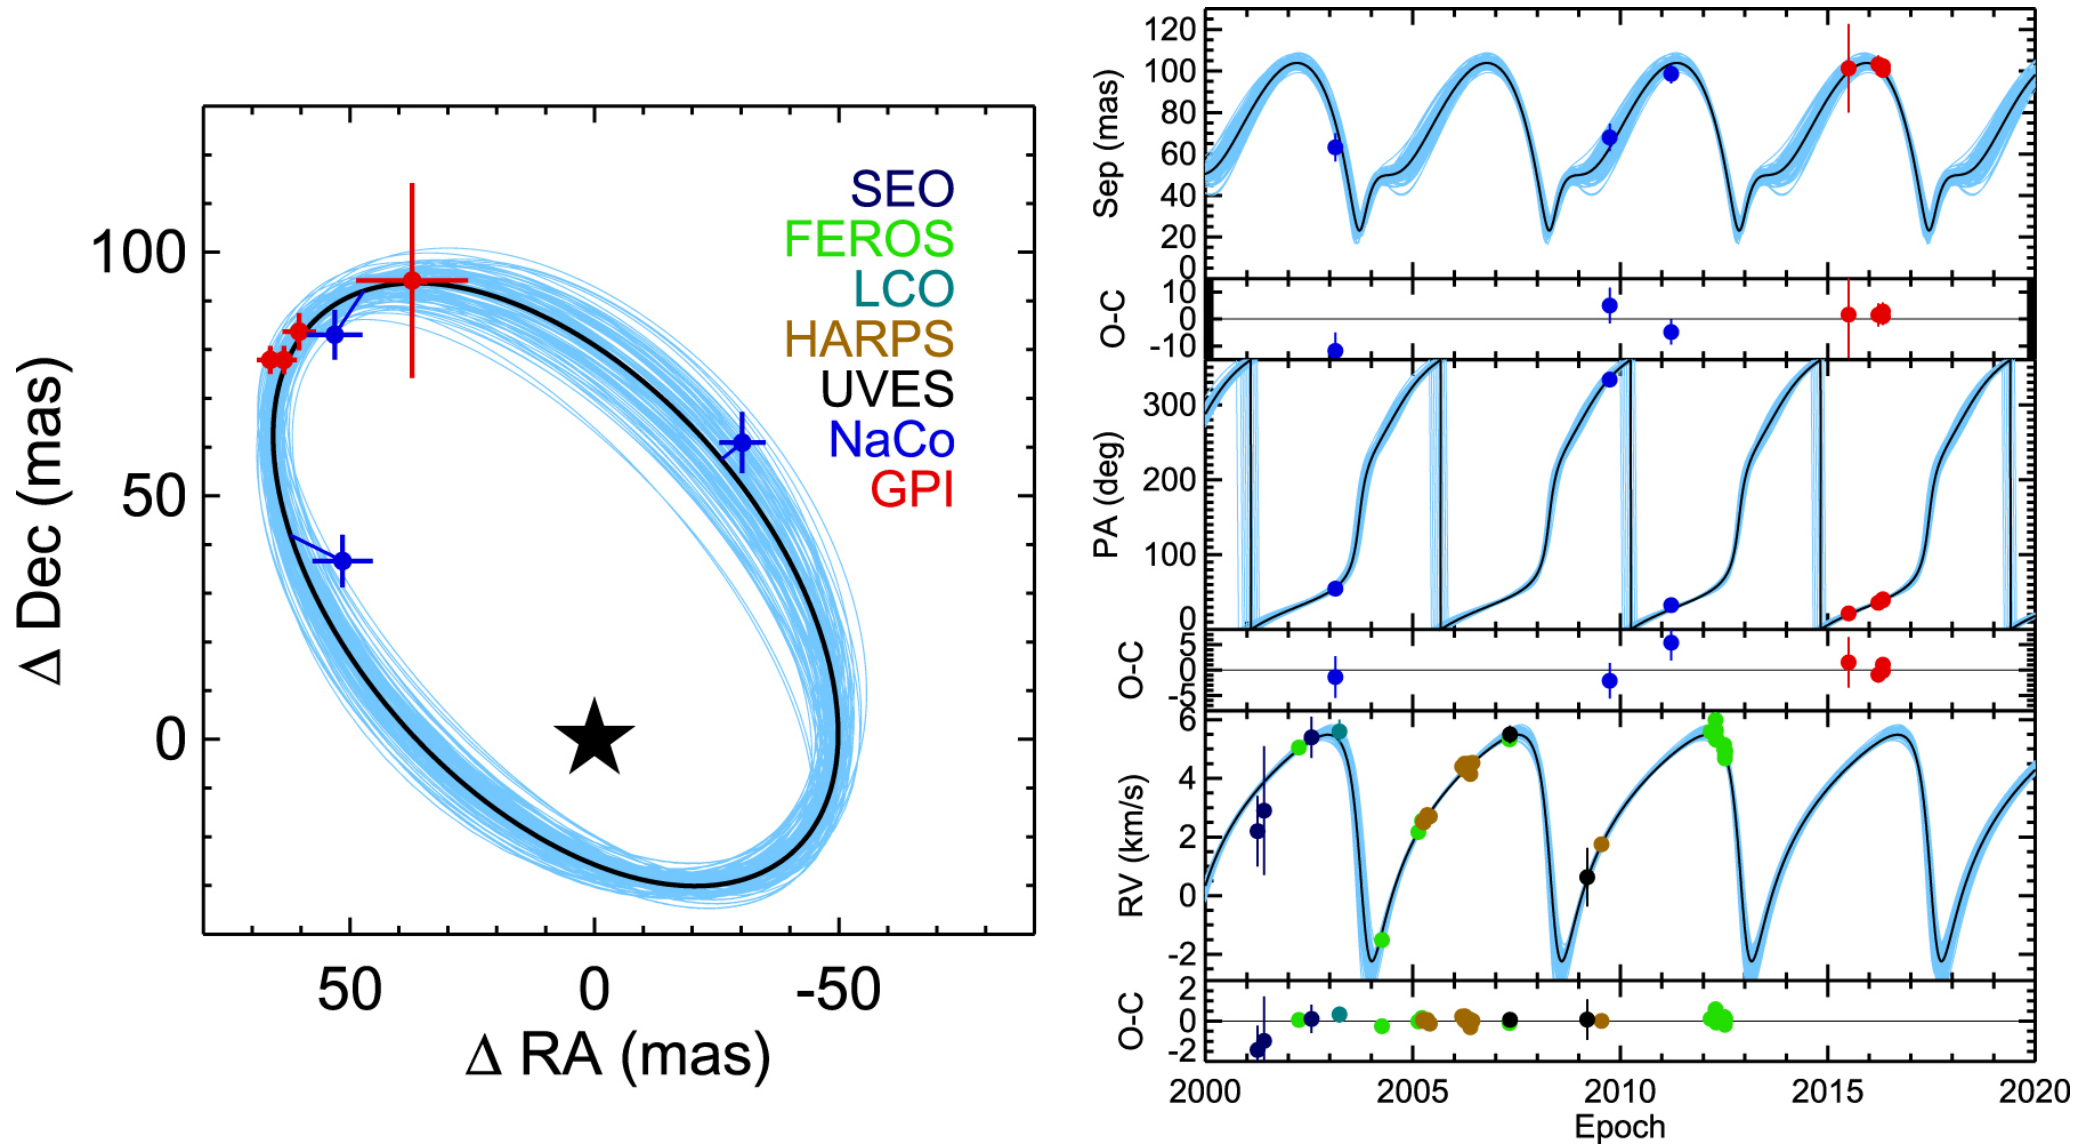 100
50
0
50
0
-50
Δ Dec (mas)
Δ RA (mas)
SEO
FEROS
LCO
HARPS
UVES
NaCo
GPI
120
100
80
60
40
20
0
Sep (mas)
10
0
-10
O-C
300
200
100
0
PA (deg)
5
0
-5
O-C
6
4
2
0
-2
RV (km/s)
2
0
-2
O-C
2000
2005
2010
2015
2020
Epoch